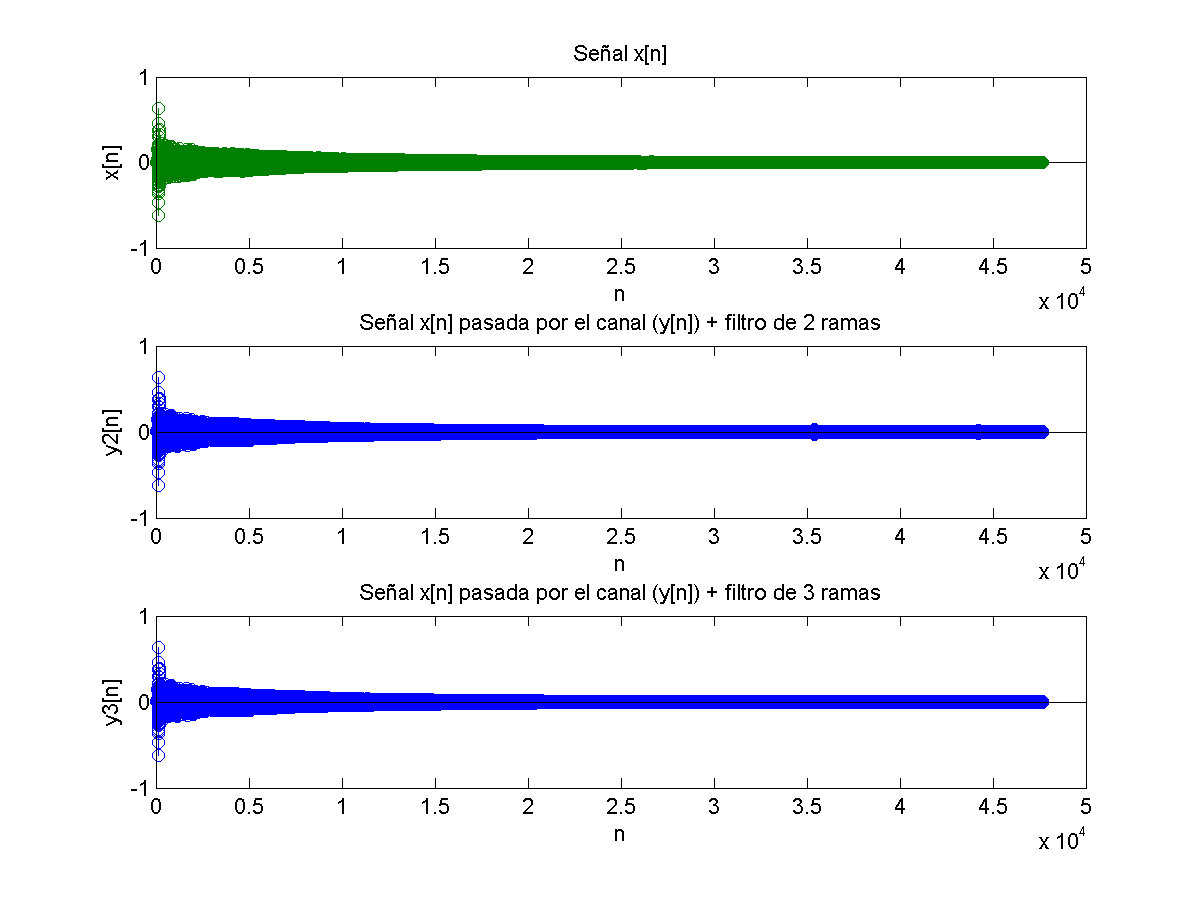 Señal x[n]
1
0
-1
x[n]
0 0.5 1 1.5 2 2.5 3 3.5 4 4.5 5
n
x 10^4
Señal x[n] pasada por el canal (y[n]) + filtro de 2 ramas
1
0
-1
y2[n]
0 0.5 1 1.5 2 2.5 3 3.5 4 4.5 5
n
x 10^4
Señal x[n] pasada por el canal (y[n]) + filtro de 3 ramas
1
0
-1
y3[n]
0 0.5 1 1.5 2 2.5 3 3.5 4 4.5 5
n
x 10^4